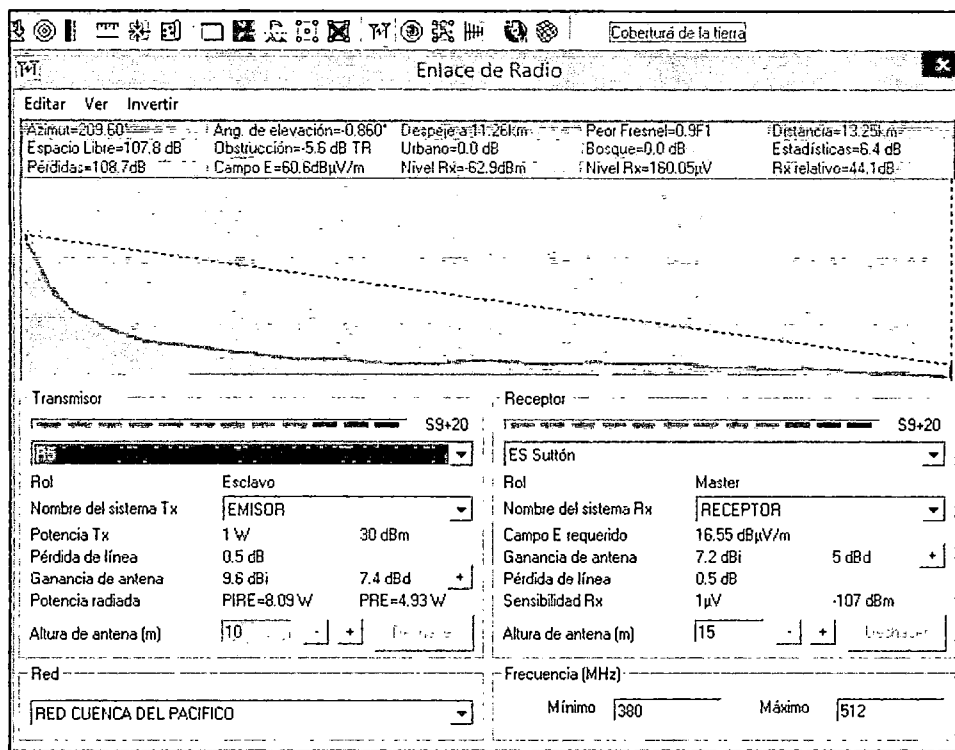 Cobertura de la tierra
Enlace de Radio
Editar Ver Invertir
Azimut=209.60° Ang. de elevación=-0.860° Despeje a 11.26km Peor Fresnel=0.9F1 Distancia=13.25km
Espacio Libre=107.8 dB Obstrucción=-5.6 dB TR Urbano=0.0 dB Bosque=0.0 dB Estadísticas=6.4 dB
Pérdidas=108.7dB Campo E=60.6dBµV/m Nivel Rx=-62.9dBm Nivel Rx=160.05µV Rx relativo=44.1dB
Transmisor Receptor
S9+20 S9+20
ES Suttón
Rol Esclavo Rol Master
Nombre del sistema Tx EMISOR Nombre del sistema Rx RECEPTOR
Potencia Tx 1 W 30 dBm Campo E requerido 16.55 dBµV/m
Pérdida de línea 0.5 dB Ganancia de antena 7.2 dBi 5 dBd +
Ganancia de antena 9.6 dBi 7.4 dBd + Pérdida de línea 0.5 dB
Potencia radiada PIRE=8.09 W PRE=4.93 W Sensibilidad Rx 1µV -107 dBm
Altura de antena (m) 10 - + Altura de antena (m) 15 - + Deshacer
Red Frecuencia (MHz)
RED CUENCA DEL PACIFICO Mínimo 380 Máximo 512